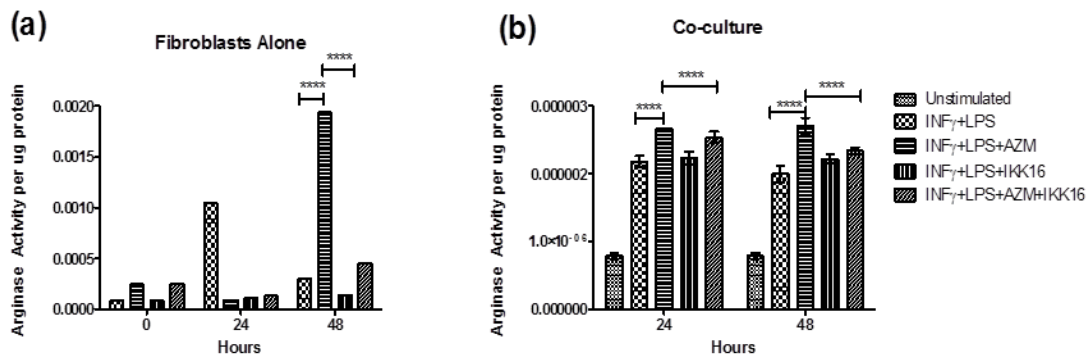 (a)
Fibroblasts Alone
Arginase Activity per ug protein
0.0020
0.0015
0.0010
0.0005
0.0000
****
****
0
24
48
Hours
(b)
Co-culture
Arginase Activity per ug protein
0.000003
0.000002
1.0×10⁻⁰⁶
0.000000
****
****
****
****
24
48
Hours
Unstimulated
INFγ+LPS
INFγ+LPS+AZM
INFγ+LPS+IKK16
INFγ+LPS+AZM+IKK16